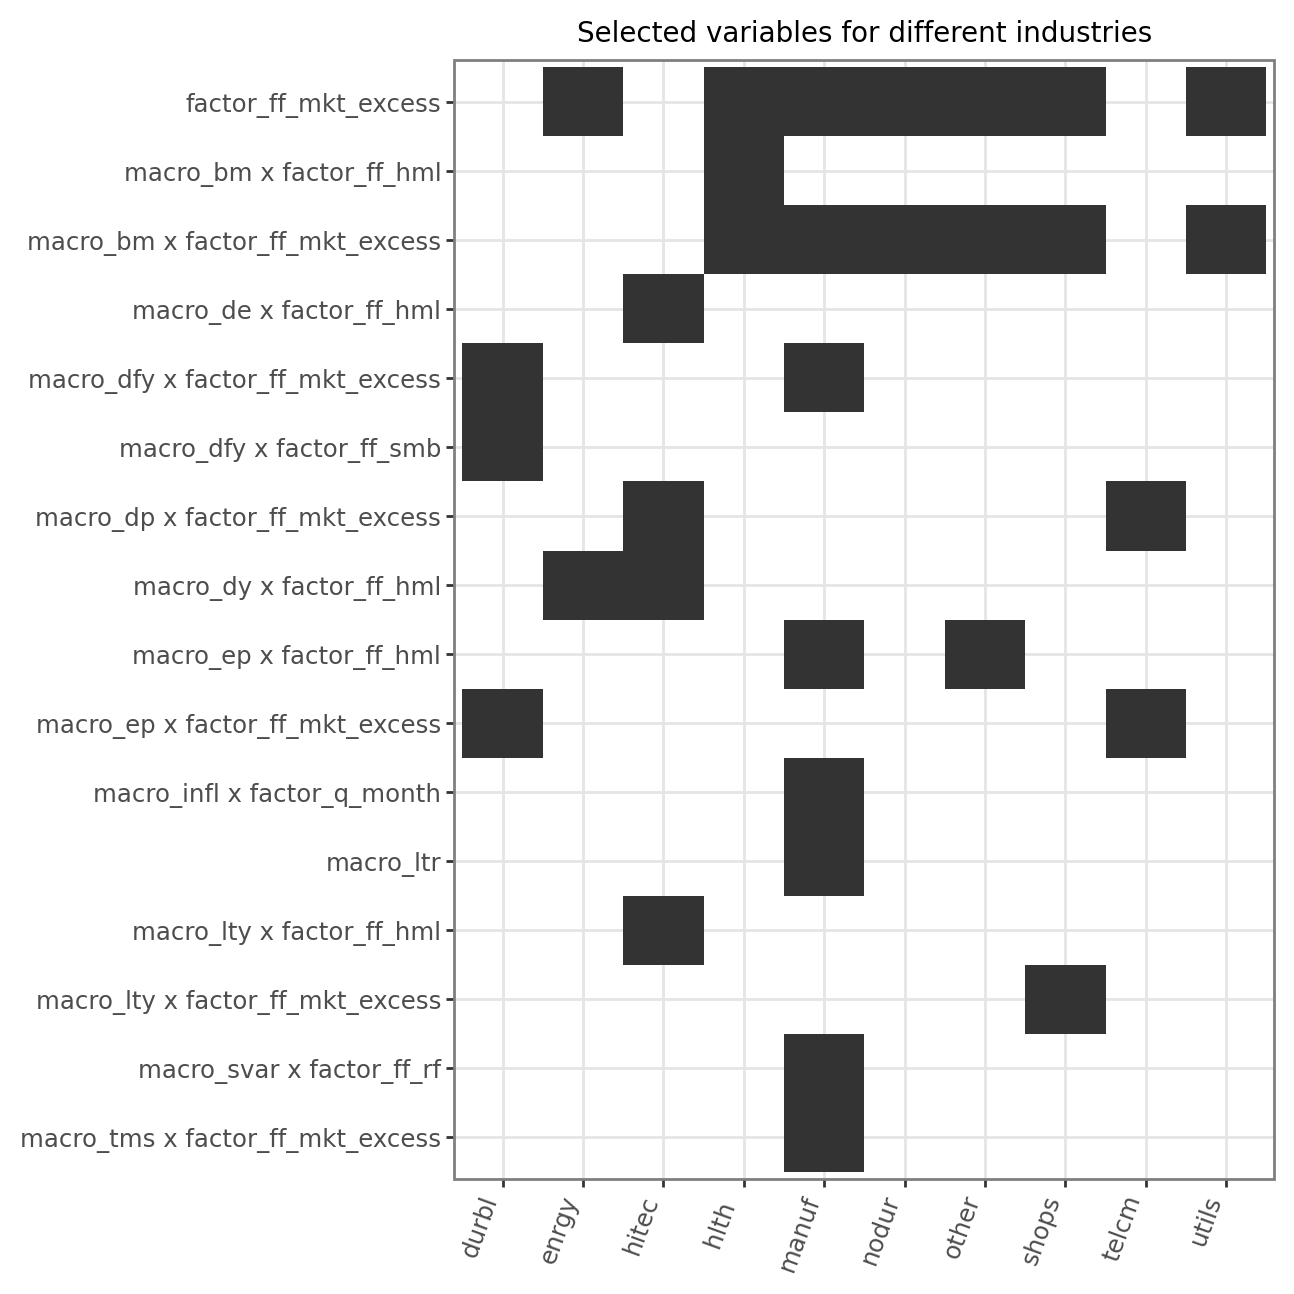 Selected variables for different industries
factor_ff_mkt_excess
macro_bm x factor_ff_hml
macro_bm x factor_ff_mkt_excess
macro_de x factor_ff_hml
macro_dfy x factor_ff_mkt_excess
macro_dfy x factor_ff_smb
macro_dp x factor_ff_mkt_excess
macro_dy x factor_ff_hml
macro_ep x factor_ff_hml
macro_ep x factor_ff_mkt_excess
macro_infl x factor_q_month
macro_ltr
macro_lty x factor_ff_hml
macro_lty x factor_ff_mkt_excess
macro_svar x factor_ff_rf
macro_tms x factor_ff_mkt_excess
durbl
enrgy
hitec
hlth
manuf
nodur
other
shops
telcm
utils